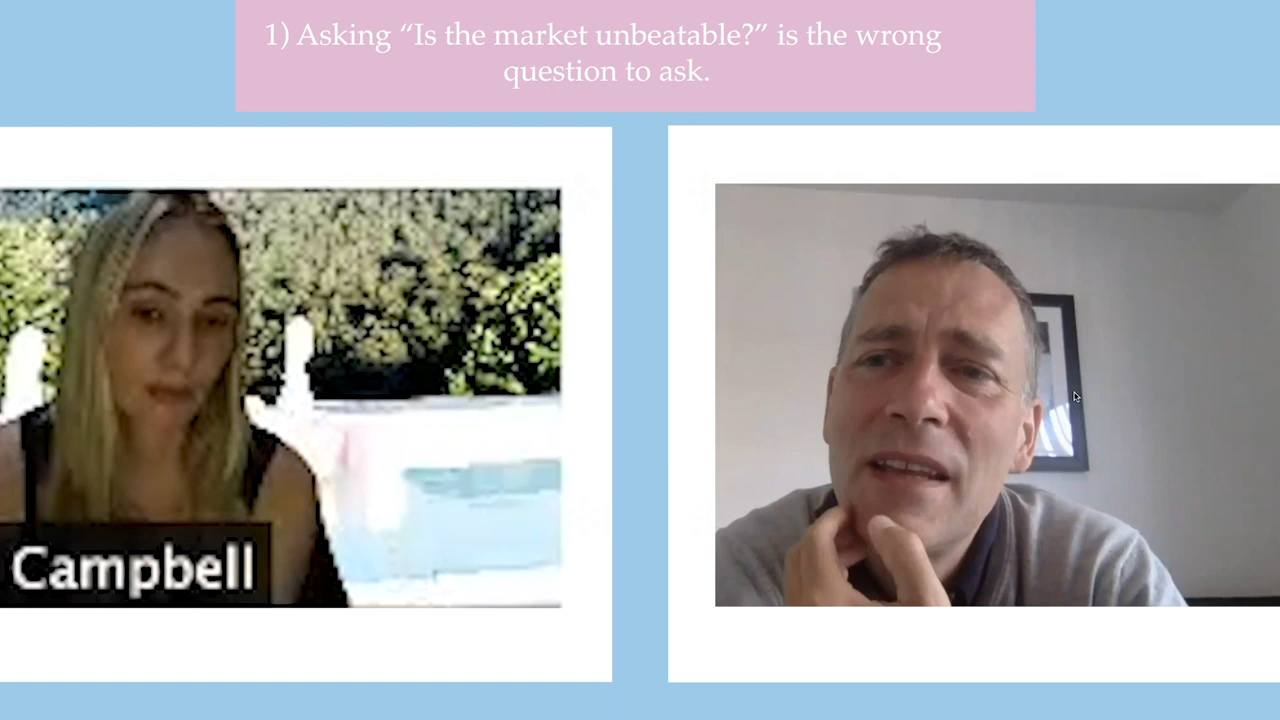 1) Asking “Is the market unbeatable?” is the wrong
question to ask.
Campbell